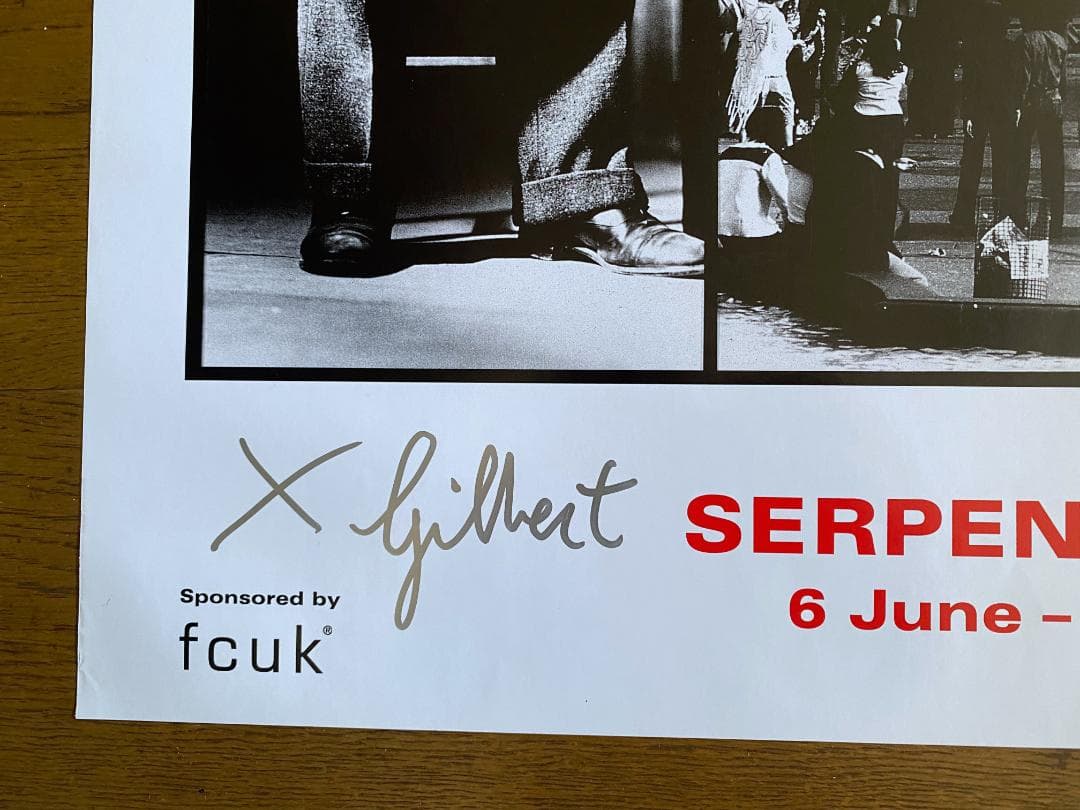 X Gilbert
SERPEN
6 June –
Sponsored by
fcuk®